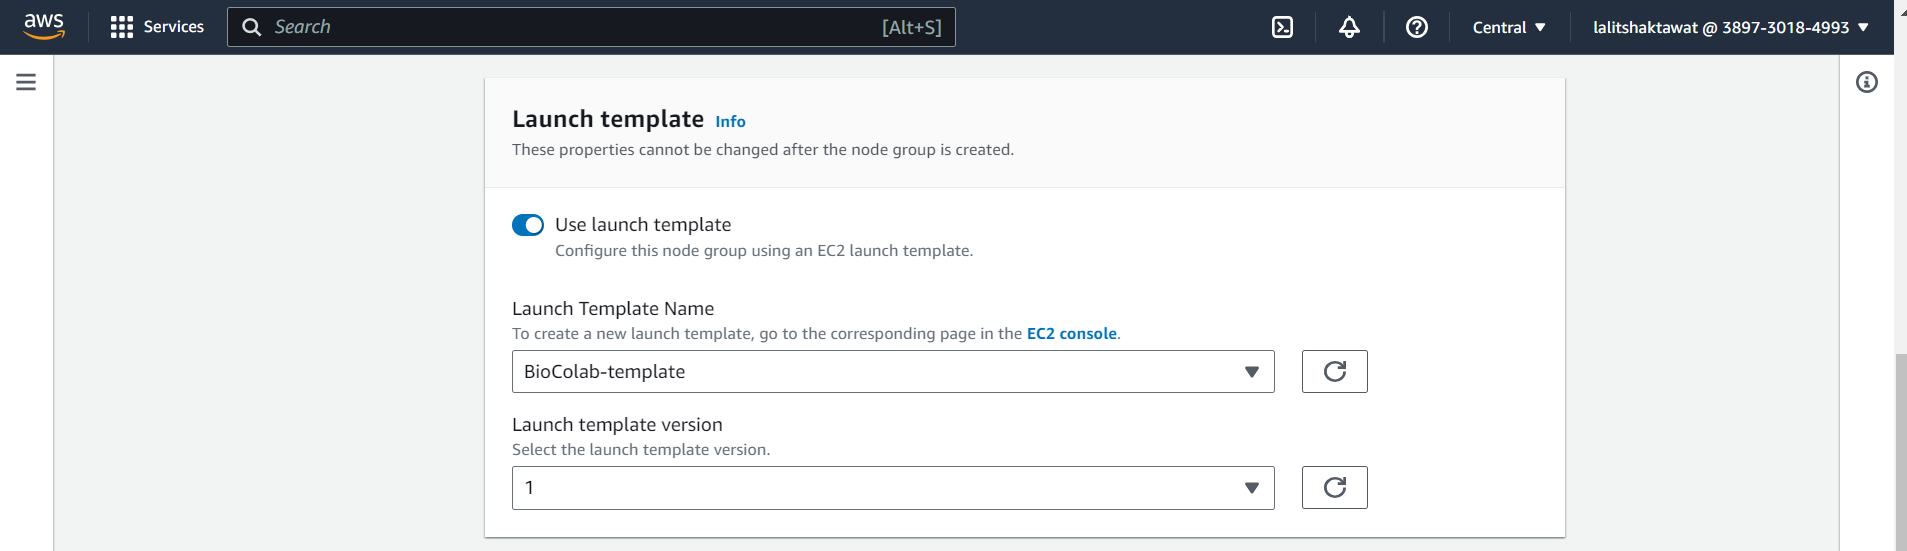 aws Services Search [Alt+S] Central lalitshaktawat @ 3897-3018-4993
Launch template Info
These properties cannot be changed after the node group is created.
Use launch template
Configure this node group using an EC2 launch template.
Launch Template Name
To create a new launch template, go to the corresponding page in the EC2 console.
BioColab-template
Launch template version
Select the launch template version.
1